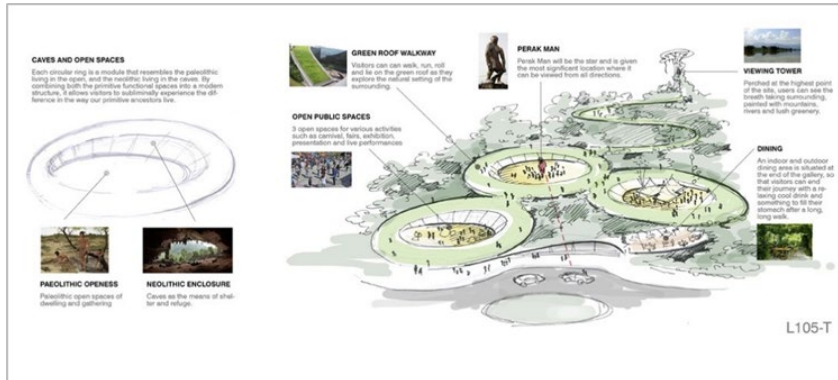 CAVES AND OPEN SPACES
Each circular ring is a module that resembles the paleolithic
living in the open, and the neolithic living in the caves. By
combining both the primitive functional spaces into a modern
structure, it allows visitors to subliminally experience the dif-
ference in the way our primitive ancestors live.
PAEOLITHIC OPENESS
Paleolithic open spaces of
dwelling and gathering
NEOLITHIC ENCLOSURE
Caves as the means of shel-
ter and refuge.
GREEN ROOF WALKWAY
Visitors can can walk, run, roll
and lie on the green roof as they
explore the natural setting of the
surrounding.
OPEN PUBLIC SPACES
3 open spaces for various activities
such as carnival, fairs, exhibition,
presentation and live performances
PERAK MAN
Perak Man will be the star and is given
the most significant location where it
can be viewed from all directions.
VIEWING TOWER
Perched at the highest point
of the site, users can see the
breath taking surrounding,
painted with mountains,
rivers and lush greenery.
DINING
An indoor and outdoor
dining area is situated at
the end of the gallery, so
that visitors can end
their journey with a re-
laxing cool drink and
something to fill their
stomach after a long,
long walk.
L105-T